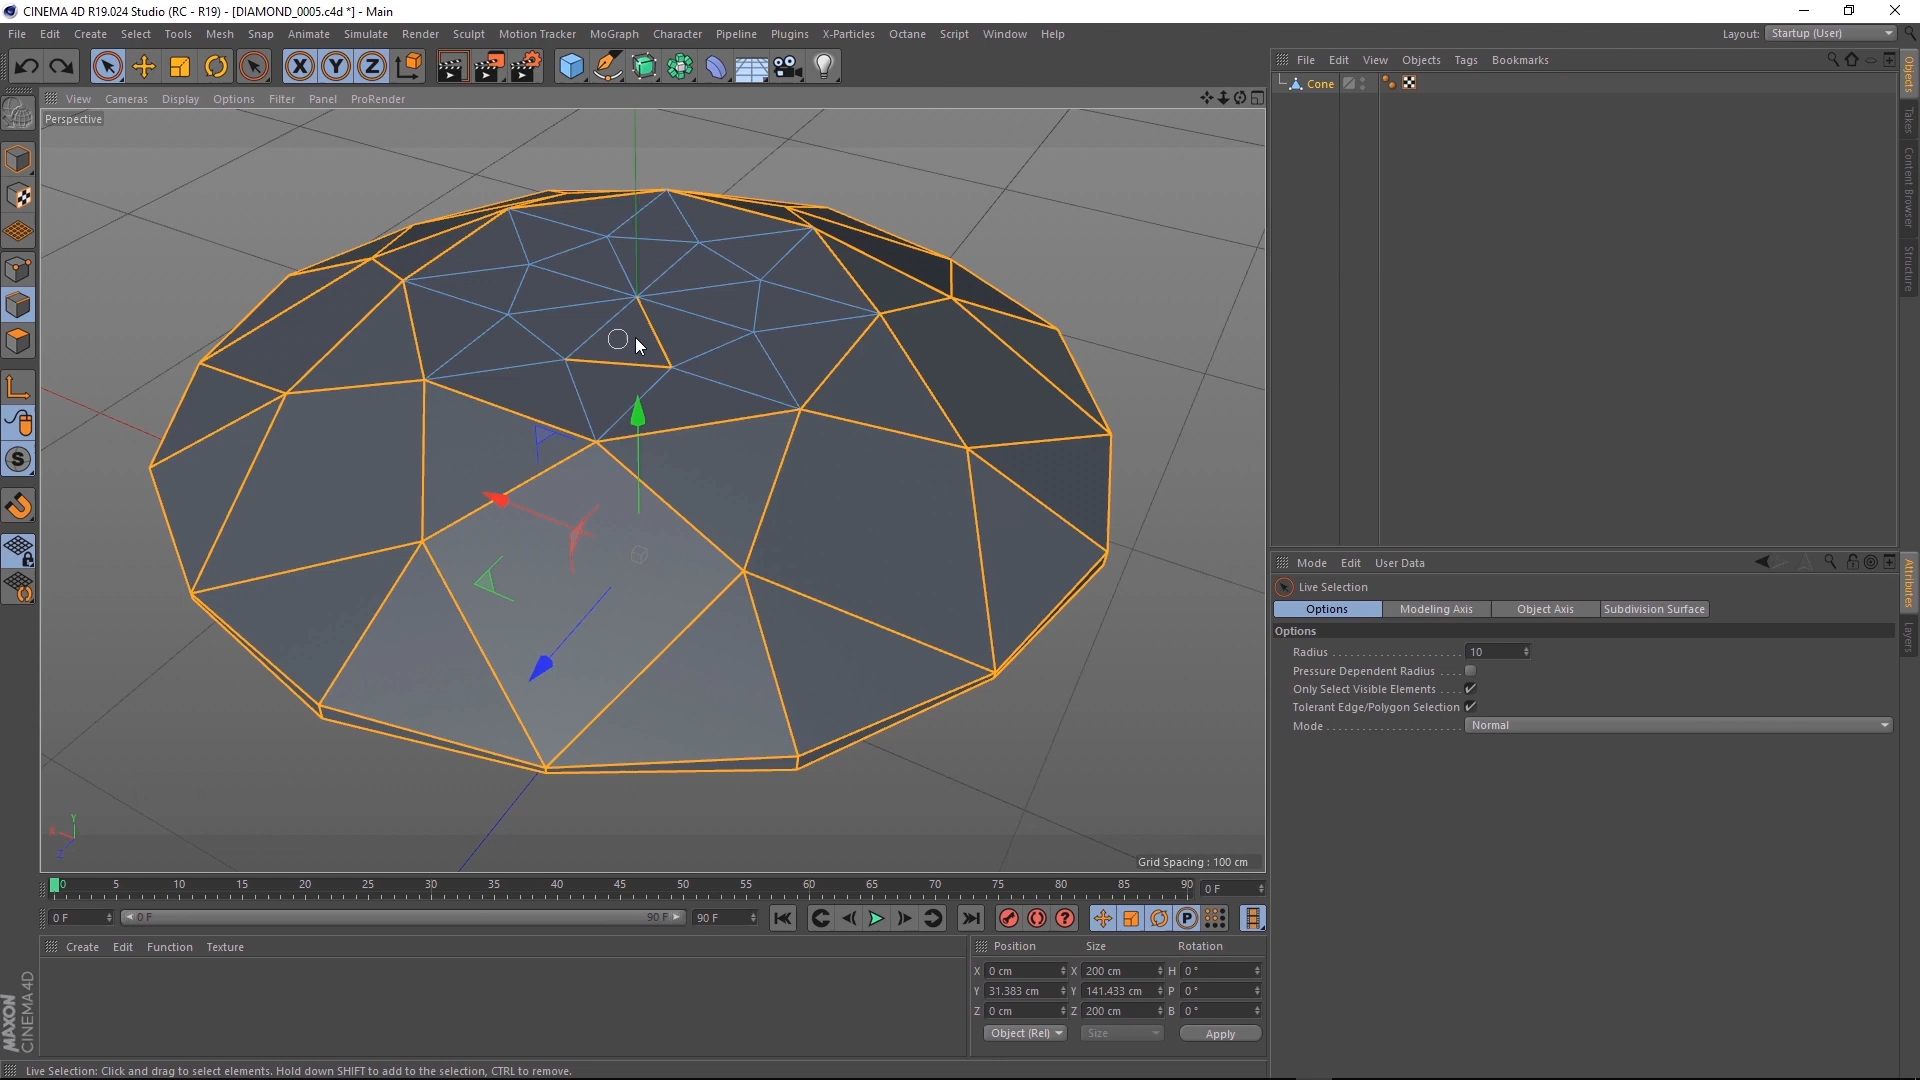 CINEMA 4D R19.024 Studio (RC - R19) - [DIAMOND_0005.c4d *] - Main
File Edit Create Select Tools Mesh Snap Animate Simulate Render Sculpt Motion Tracker MoGraph Character Pipeline Plugins X-Particles Octane Script Window Help
Layout: Startup (User)
X Y Z
File Edit View Objects Tags Bookmarks
Cone
View Cameras Display Options Filter Panel ProRender
Perspective
S
Y
X
Z
Grid Spacing : 100 cm
Objects
Takes
Content Browser
Structure
Mode Edit User Data
Live Selection
Options Modeling Axis Object Axis Subdivision Surface
Options
Radius 10
Pressure Dependent Radius
Only Select Visible Elements
Tolerant Edge/Polygon Selection
Mode Normal
Attributes
Layers
0 5 10 15 20 25 30 35 40 45 50 55 60 65 70 75 80 85 90 0 F
0 F 0 F 90 F 90 F
? P
Create Edit Function Texture
Position Size Rotation
X 0 cm X 200 cm H 0 °
Y 31.383 cm Y 141.433 cm P 0 °
Z 0 cm Z 200 cm B 0 °
Object (Rel) Size Apply
MAXON
CINEMA 4D
Live Selection: Click and drag to select elements. Hold down SHIFT to add to the selection, CTRL to remove.